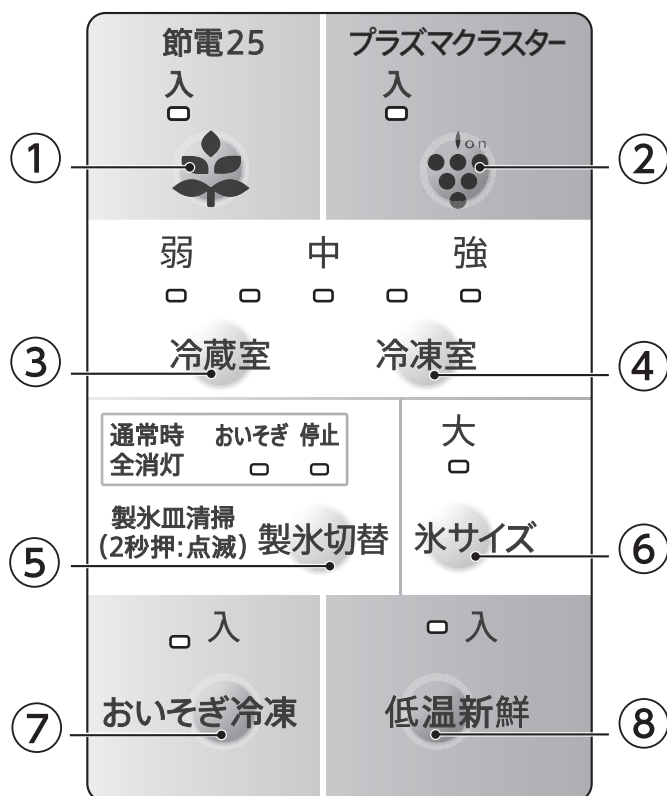 節電25 プラズマクラスター
入 入
ion
① ②
弱 中 強
③ 冷蔵室 冷凍室 ④
通常時 おいそぎ 停止
全消灯
大
製氷皿清掃
(2秒押:点滅) 製氷切替 氷サイズ
⑤ ⑥
入 入
⑦ おいそぎ冷凍 低温新鮮 ⑧